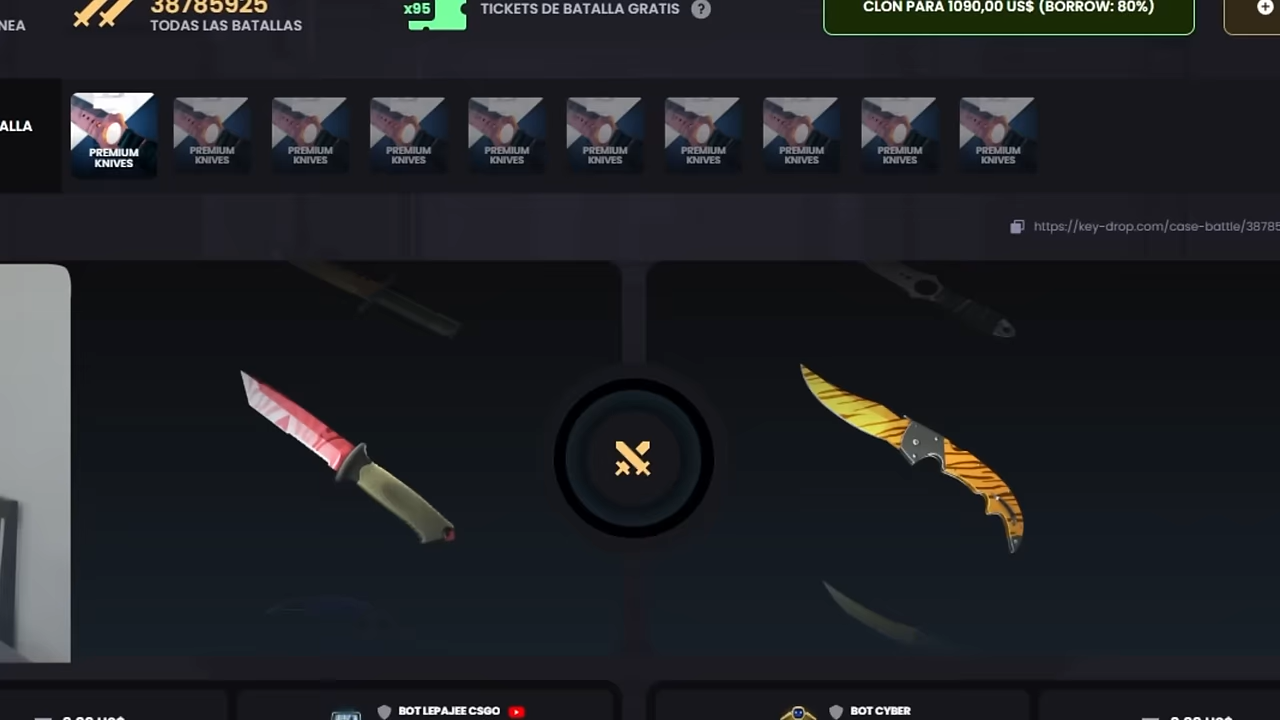 NEA
38785925
TODAS LAS BATALLAS
x95
TICKETS DE BATALLA GRATIS
?
CLON PARA 1090,00 US$ (BORROW: 80%)
ALLA
PREMIUM
KNIVES
PREMIUM
KNIVES
PREMIUM
KNIVES
PREMIUM
KNIVES
PREMIUM
KNIVES
PREMIUM
KNIVES
PREMIUM
KNIVES
PREMIUM
KNIVES
PREMIUM
KNIVES
PREMIUM
KNIVES
https://key-drop.com/case-battle/38785
BOT LEPAJEE CSGO
BOT CYBER